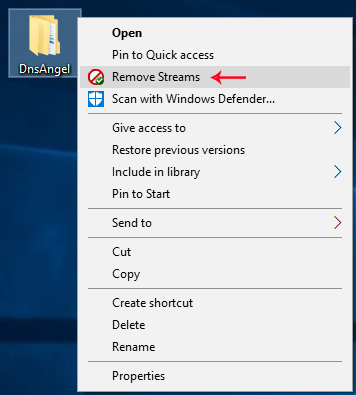 DnsAngel
Open
Pin to Quick access
Remove Streams
Scan with Windows Defender...
Give access to
Restore previous versions
Include in library
Pin to Start
Send to
Cut
Copy
Create shortcut
Delete
Rename
Properties